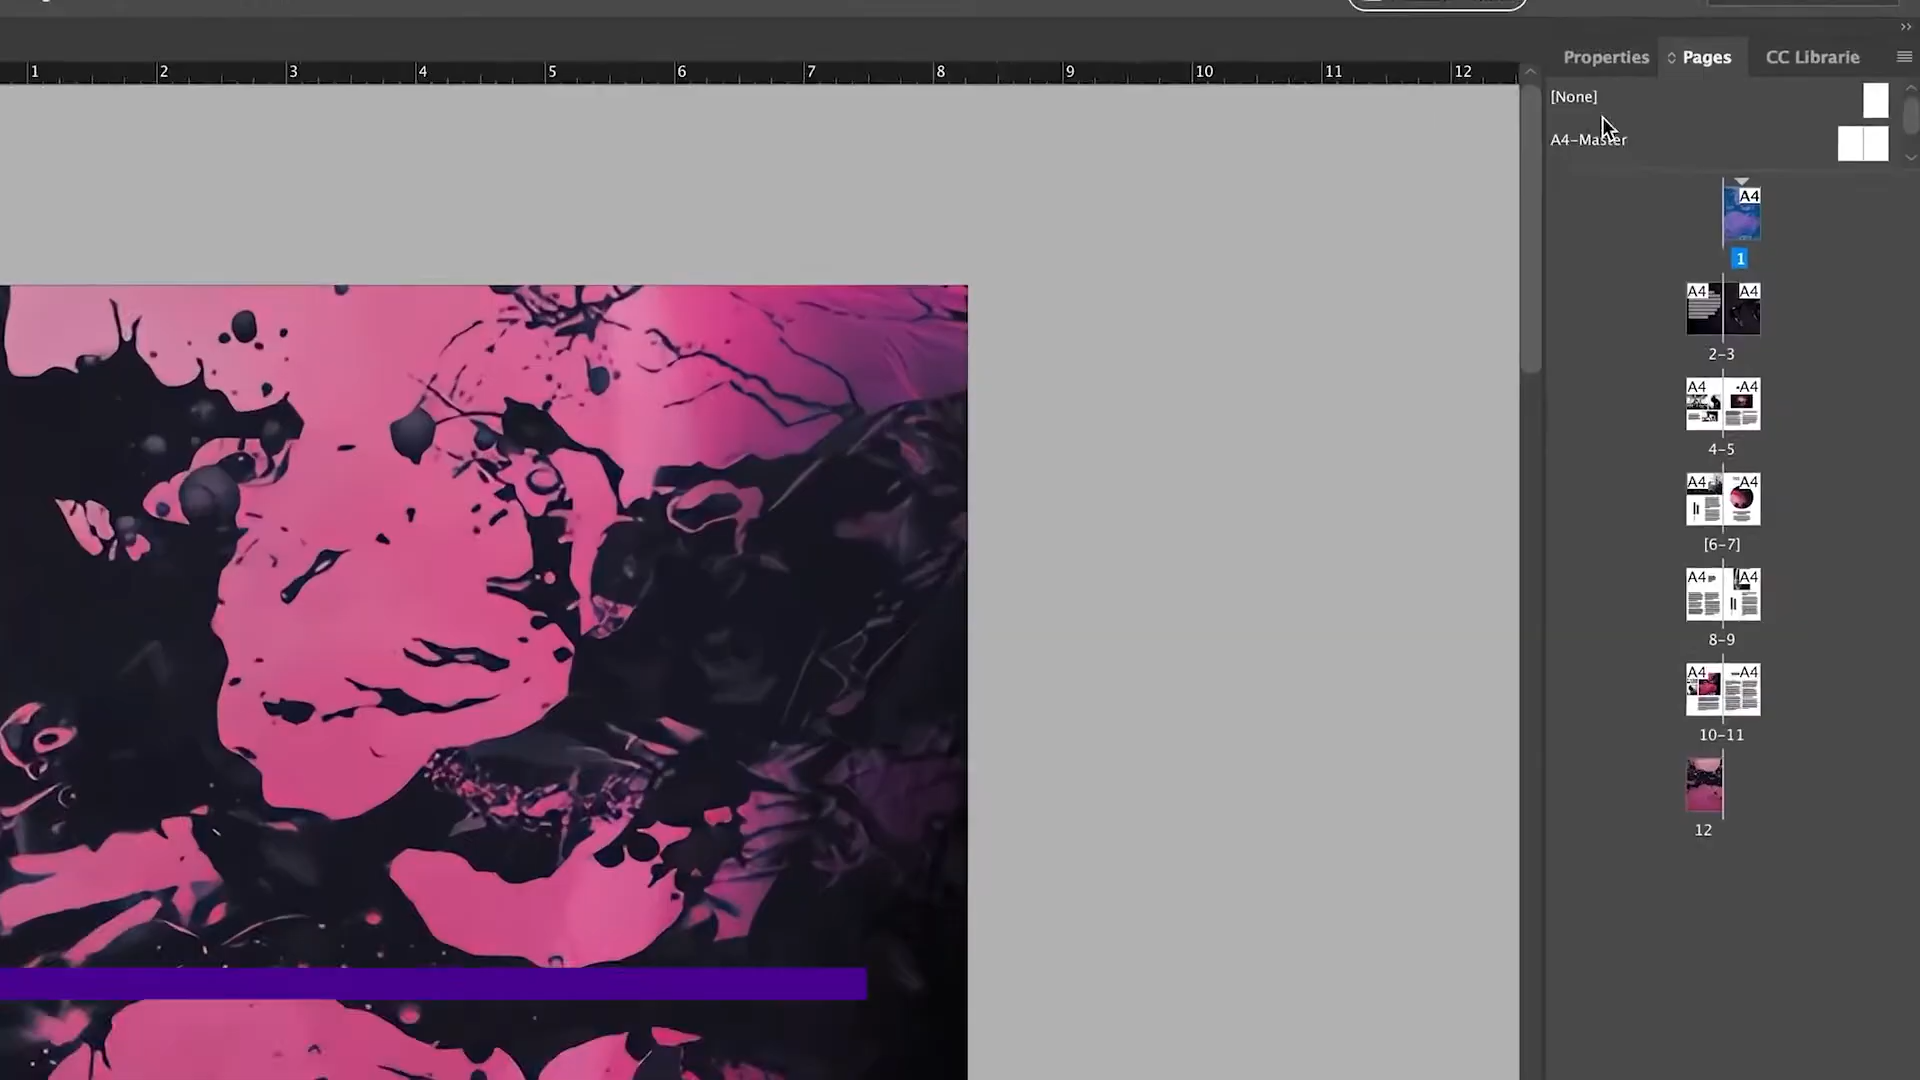 1 2 3 4 5 6 7 8 9 10 11 12
Properties Pages CC Librarie
[None]
A4-Master
A4
1
A4 A4
2-3
A4 A4
4-5
A4 A4
[6-7]
A4 A4
8-9
A4 A4
10-11
12